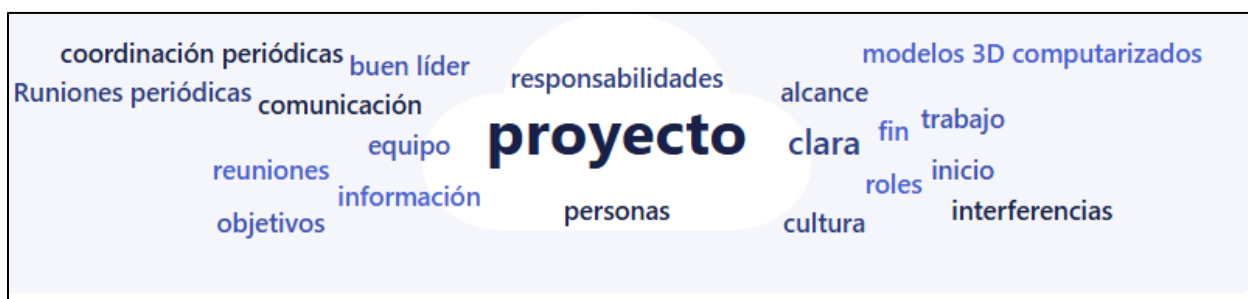 coordinación periódicas
buen líder
modelos 3D computarizados
responsabilidades
Runiones periódicas
comunicación
alcance
equipo
proyecto
clara
fin
trabajo
reuniones
inicio
información
roles
objetivos
personas
cultura
interferencias